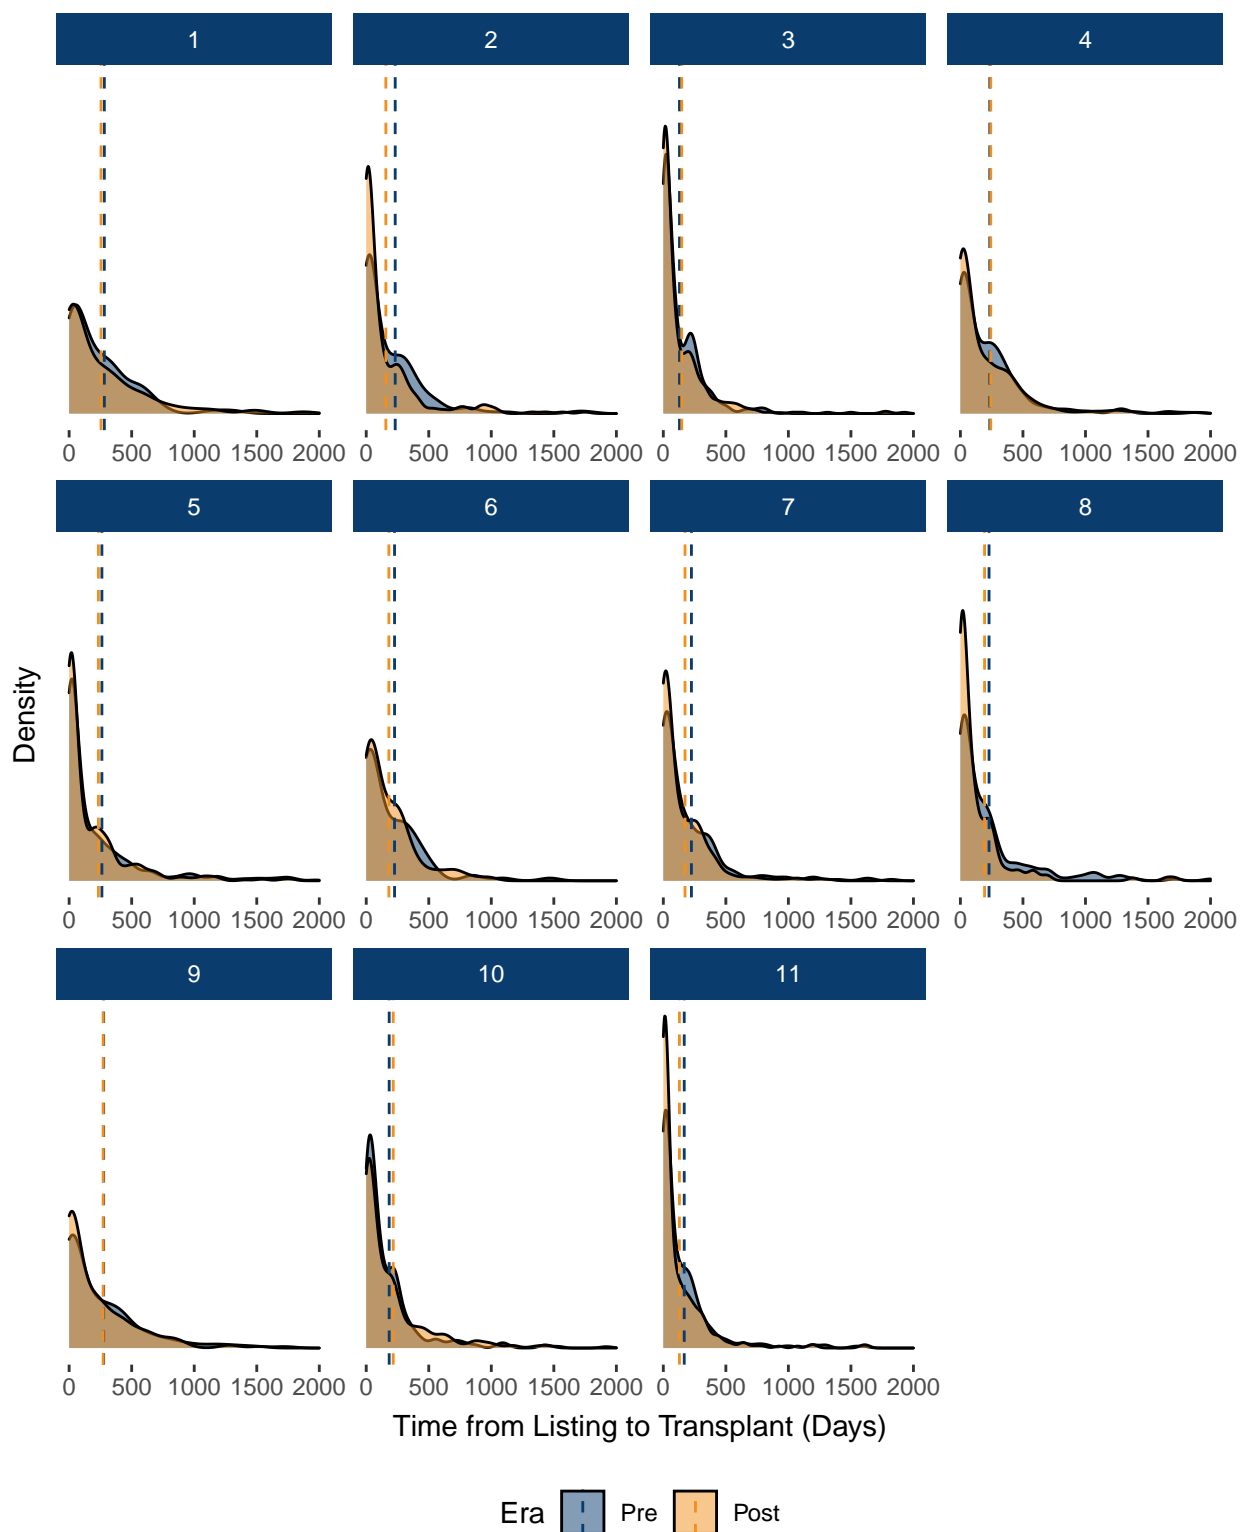 1 2 3 4
0 500 1000 1500 2000 0 500 1000 1500 2000 0 500 1000 1500 2000 0 500 1000 1500 2000
5 6 7 8
Density
0 500 1000 1500 2000 0 500 1000 1500 2000 0 500 1000 1500 2000 0 500 1000 1500 2000
9 10 11
0 500 1000 1500 2000 0 500 1000 1500 2000 0 500 1000 1500 2000
Time from Listing to Transplant (Days)
Era Pre Post